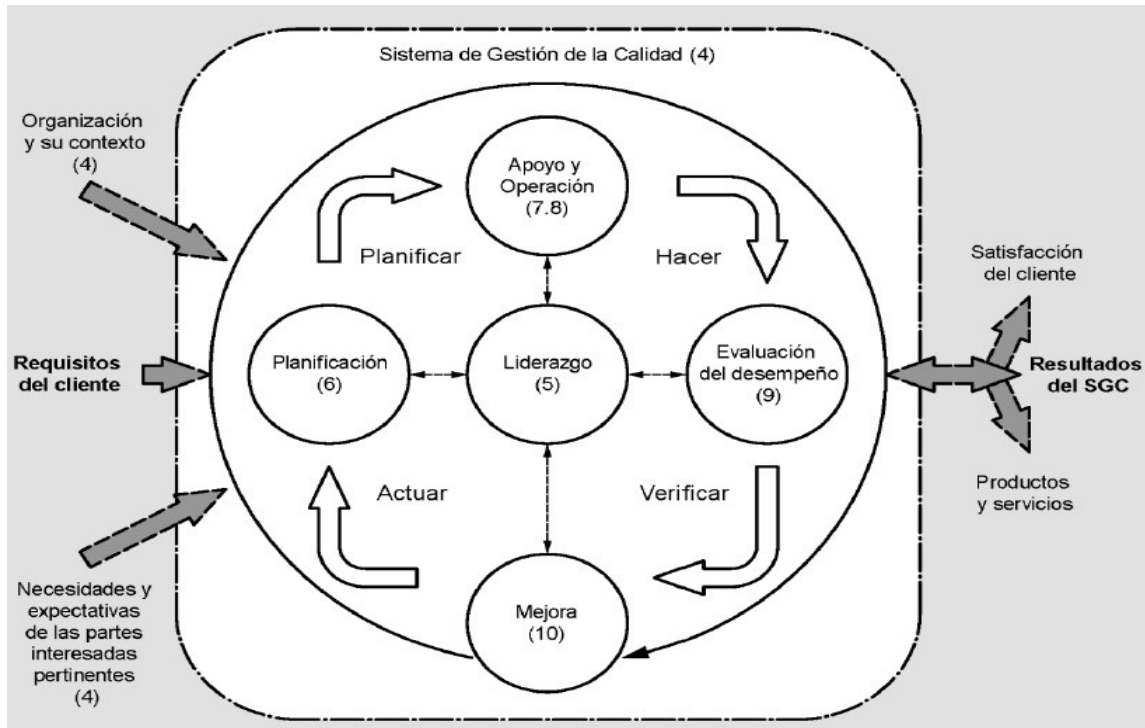 Sistema de Gestión de la Calidad (4)
Organización
y su contexto
(4)
Apoyo y
Operación
(7.8)
Planificar
Hacer
Satisfacción
del cliente
Requisitos
del cliente
Planificación
(6)
Liderazgo
(5)
Evaluación
del desempeño
(9)
Resultados
del SGC
Actuar
Verificar
Productos
y servicios
Necesidades y
expectativas
de las partes
interesadas
pertinentes
(4)
Mejora
(10)